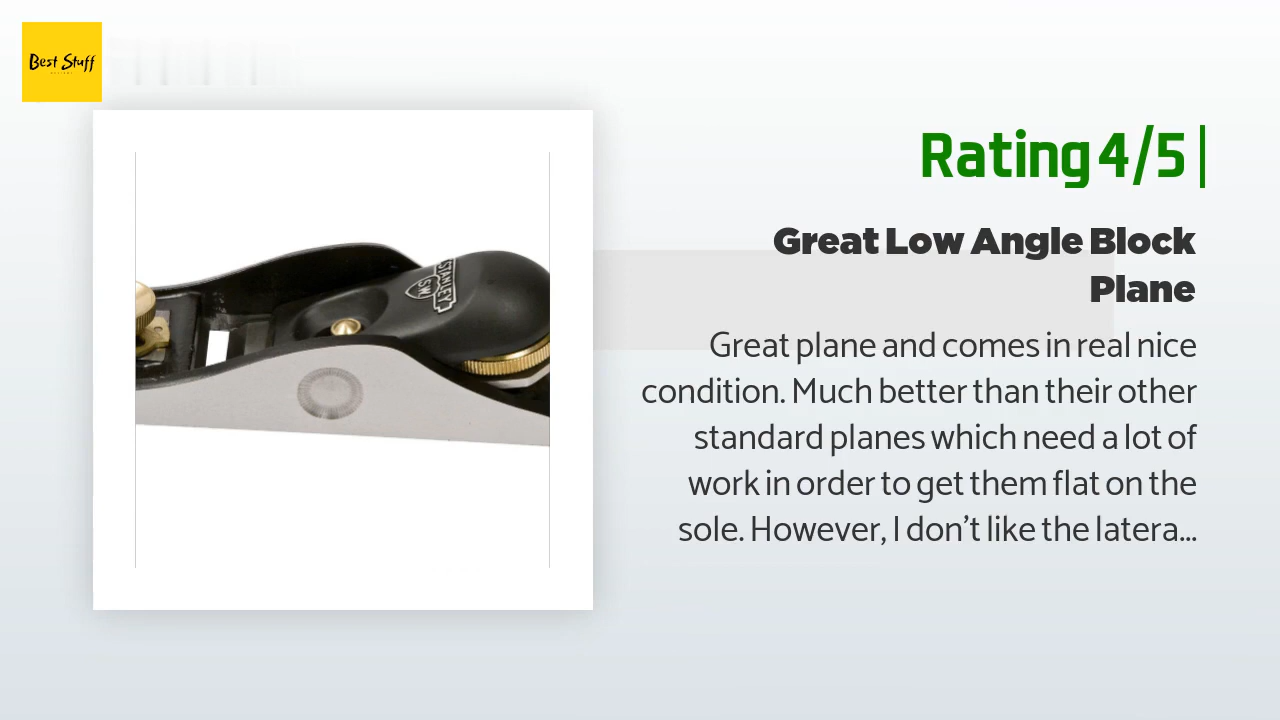 Best Stuff
Rating 4/5
Great Low Angle Block
Plane
Great plane and comes in real nice
condition. Much better than their other
standard planes which need a lot of
work in order to get them flat on the
sole. However, I don't like the latera...
STANLEY
SW